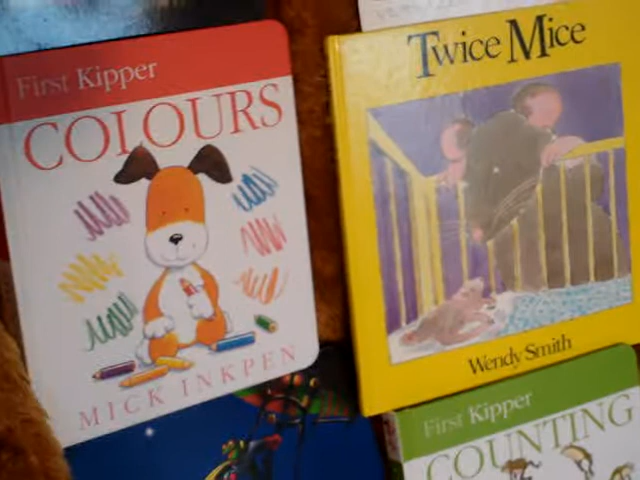 First Kipper
COLOURS
MICK INKPEN
Twice Mice
Wendy Smith
First Kipper
COUNTING